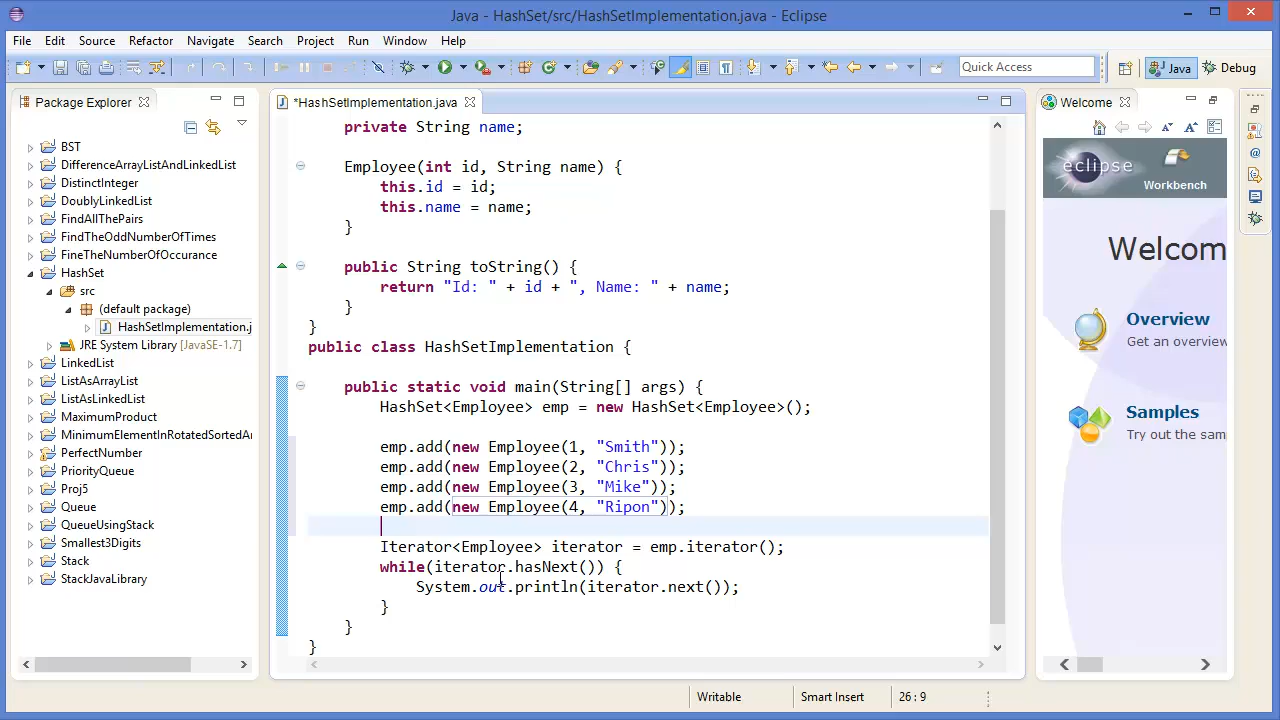 Java - HashSet/src/HashSetImplementation.java - Eclipse
File Edit Source Refactor Navigate Search Project Run Window Help
Quick Access
Java
Debug
Package Explorer
BST
DifferenceArrayListAndLinkedList
DistinctInteger
DoublyLinkedList
FindAllThePairs
FindTheOddNumberOfTimes
FineTheNumberOfOccurance
HashSet
src
(default package)
HashSetImplementation.j
JRE System Library [JavaSE-1.7]
LinkedList
ListAsArrayList
ListAsLinkedList
MaximumProduct
MinimumElementInRotatedSortedAr
PerfectNumber
PriorityQueue
Proj5
Queue
QueueUsingStack
Smallest3Digits
Stack
StackJavaLibrary
*HashSetImplementation.java
private String name;
Employee(int id, String name) {
this.id = id;
this.name = name;
}
public String toString() {
return "Id: " + id + ", Name: " + name;
}
}
public class HashSetImplementation {
public static void main(String[] args) {
HashSet<Employee> emp = new HashSet<Employee>();
emp.add(new Employee(1, "Smith"));
emp.add(new Employee(2, "Chris"));
emp.add(new Employee(3, "Mike"));
emp.add(new Employee(4, "Ripon"));
Iterator<Employee> iterator = emp.iterator();
while(iterator.hasNext()) {
System.out.println(iterator.next());
}
}
}
Welcome
eclipse
Workbench
Welcom
Overview
Get an overview
Samples
Try out the sam
Writable
Smart Insert
26 : 9